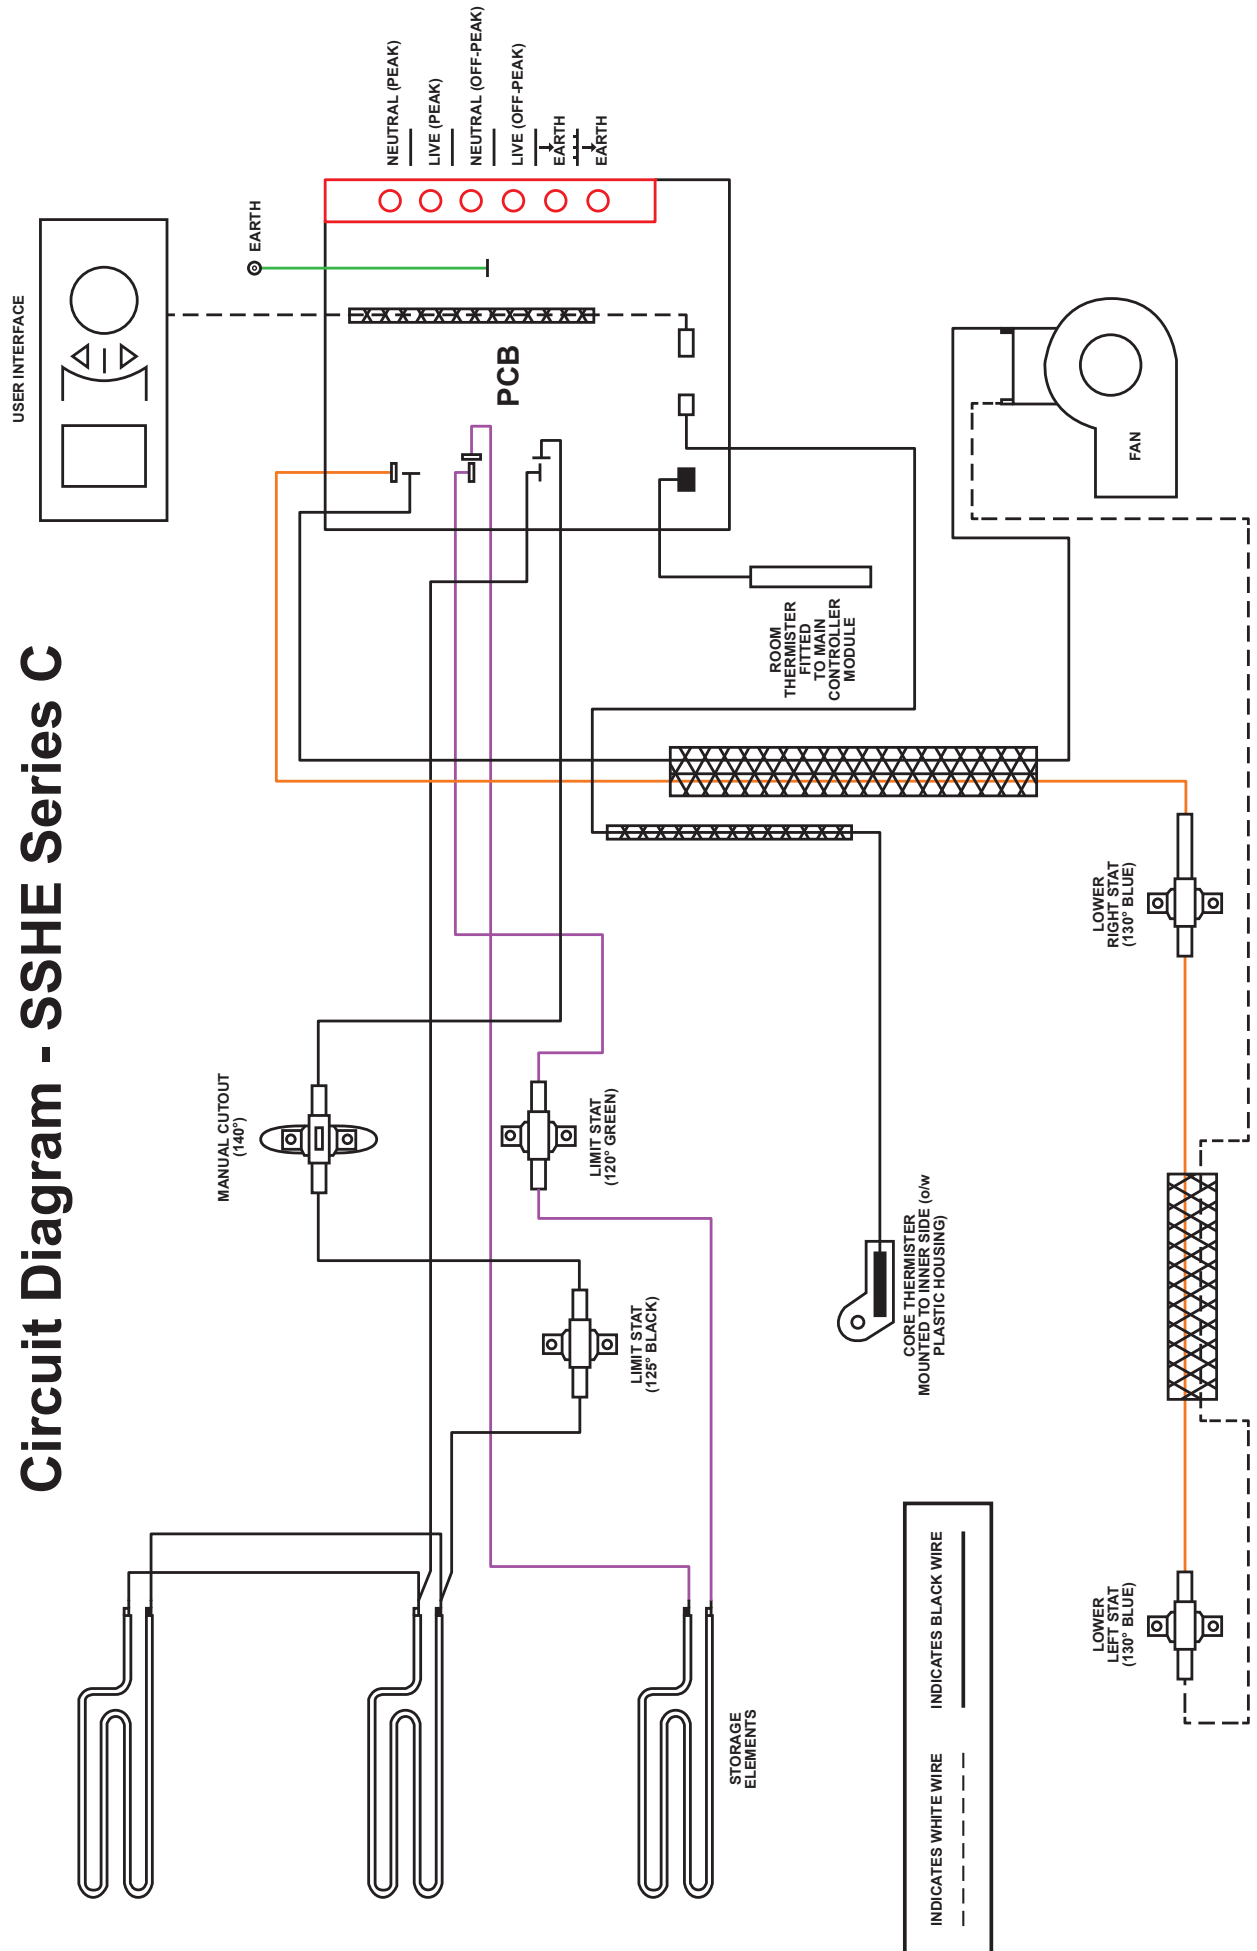 Circuit Diagram - SSHE Series C
USER INTERFACE
EARTH
NEUTRAL (PEAK)
LIVE (PEAK)
NEUTRAL (OFF-PEAK)
LIVE (OFF-PEAK)
EARTH
EARTH
PCB
MANUAL CUTOUT
(140°)
LIMIT STAT
(120° GREEN)
LIMIT STAT
(125° BLACK)
ROOM
THERMISTER
FITTED
TO MAIN
CONTROLLER
MODULE
FAN
STORAGE
ELEMENTS
CORE THERMISTER
MOUNTED TO INNER SIDE (o/w
PLASTIC HOUSING)
LOWER
RIGHT STAT
(130° BLUE)
LOWER
LEFT STAT
(130° BLUE)
INDICATES WHITE WIRE
INDICATES BLACK WIRE